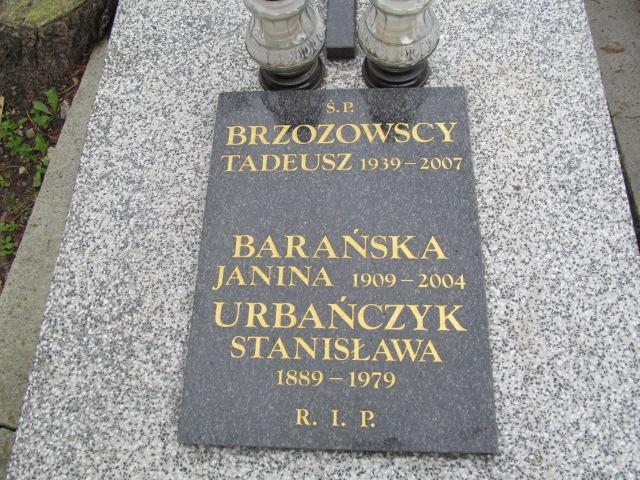 Ś.P.
BRZOZOWSCY
TADEUSZ 1939-2007
BARAŃSKA
JANINA 1909-2004
URBAŃCZYK
STANISŁAWA
1889-1979
R. I. P.